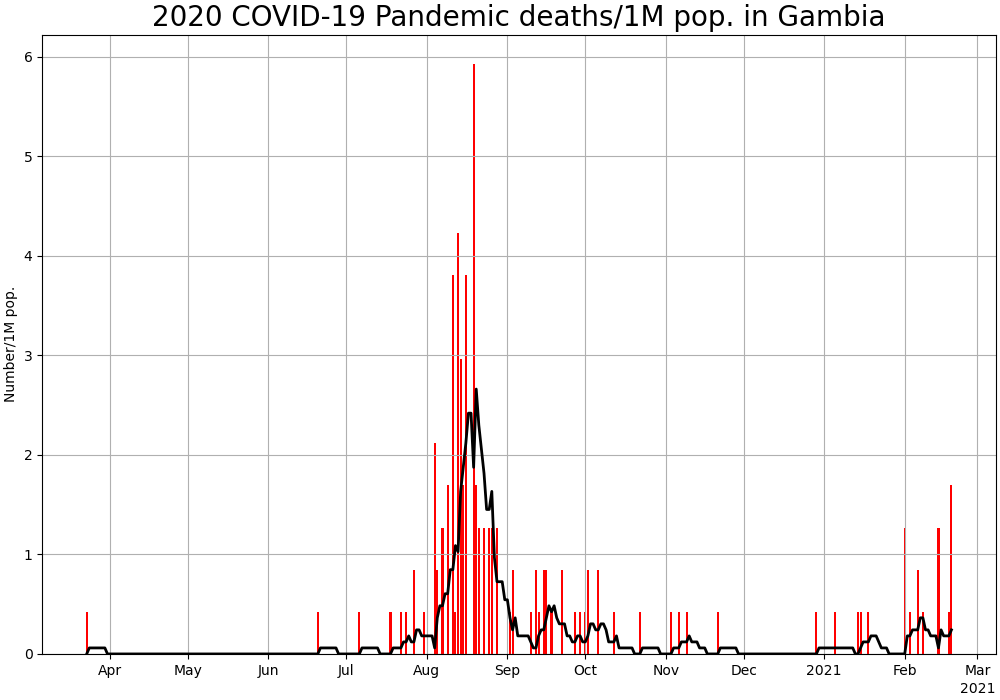 2020 COVID-19 Pandemic deaths/1M pop. in Gambia
Number/1M pop.
6
5
4
3
2
1
0
Apr May Jun Jul Aug Sep Oct Nov Dec 2021 Feb Mar
2021